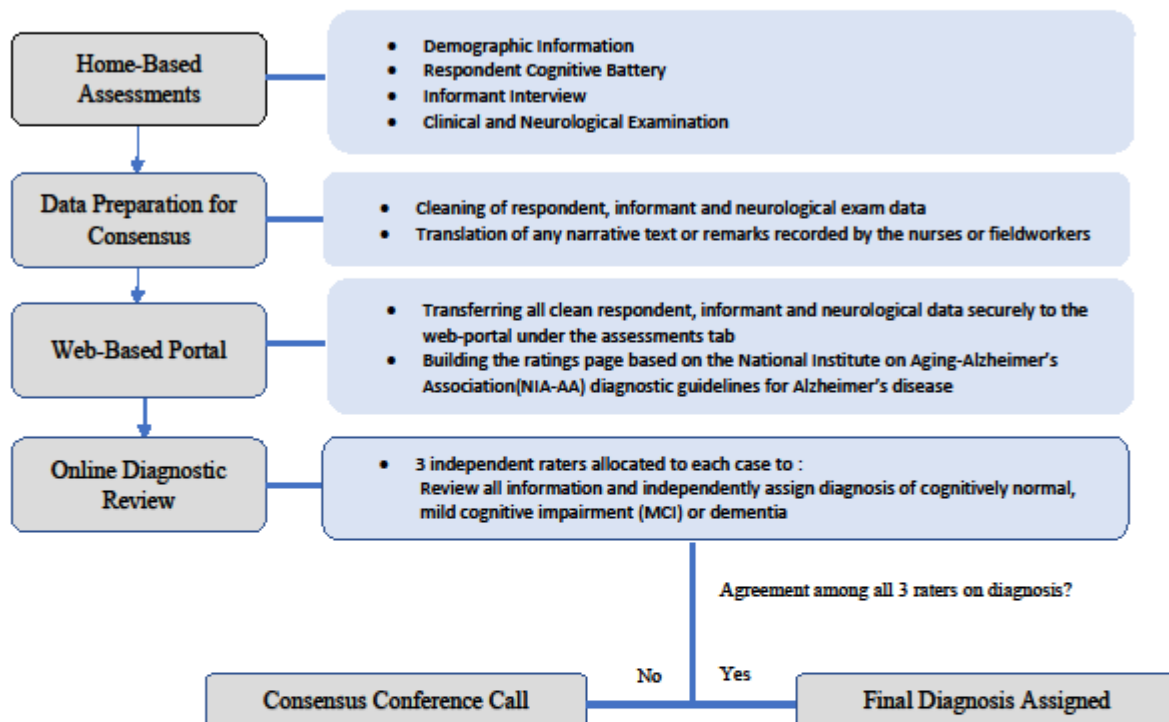 Home-Based
Assessments
• Demographic Information
• Respondent Cognitive Battery
• Informant Interview
• Clinical and Neurological Examination
Data Preparation for
Consensus
• Cleaning of respondent, informant and neurological exam data
• Translation of any narrative text or remarks recorded by the nurses or fieldworkers
Web-Based Portal
• Transferring all clean respondent, informant and neurological data securely to the
web-portal under the assessments tab
• Building the ratings page based on the National Institute on Aging-Alzheimer's
Association(NIA-AA) diagnostic guidelines for Alzheimer's disease
Online Diagnostic
Review
• 3 independent raters allocated to each case to :
Review all information and independently assign diagnosis of cognitively normal,
mild cognitive impairment (MCI) or dementia
Agreement among all 3 raters on diagnosis?
No
Yes
Consensus Conference Call
Final Diagnosis Assigned